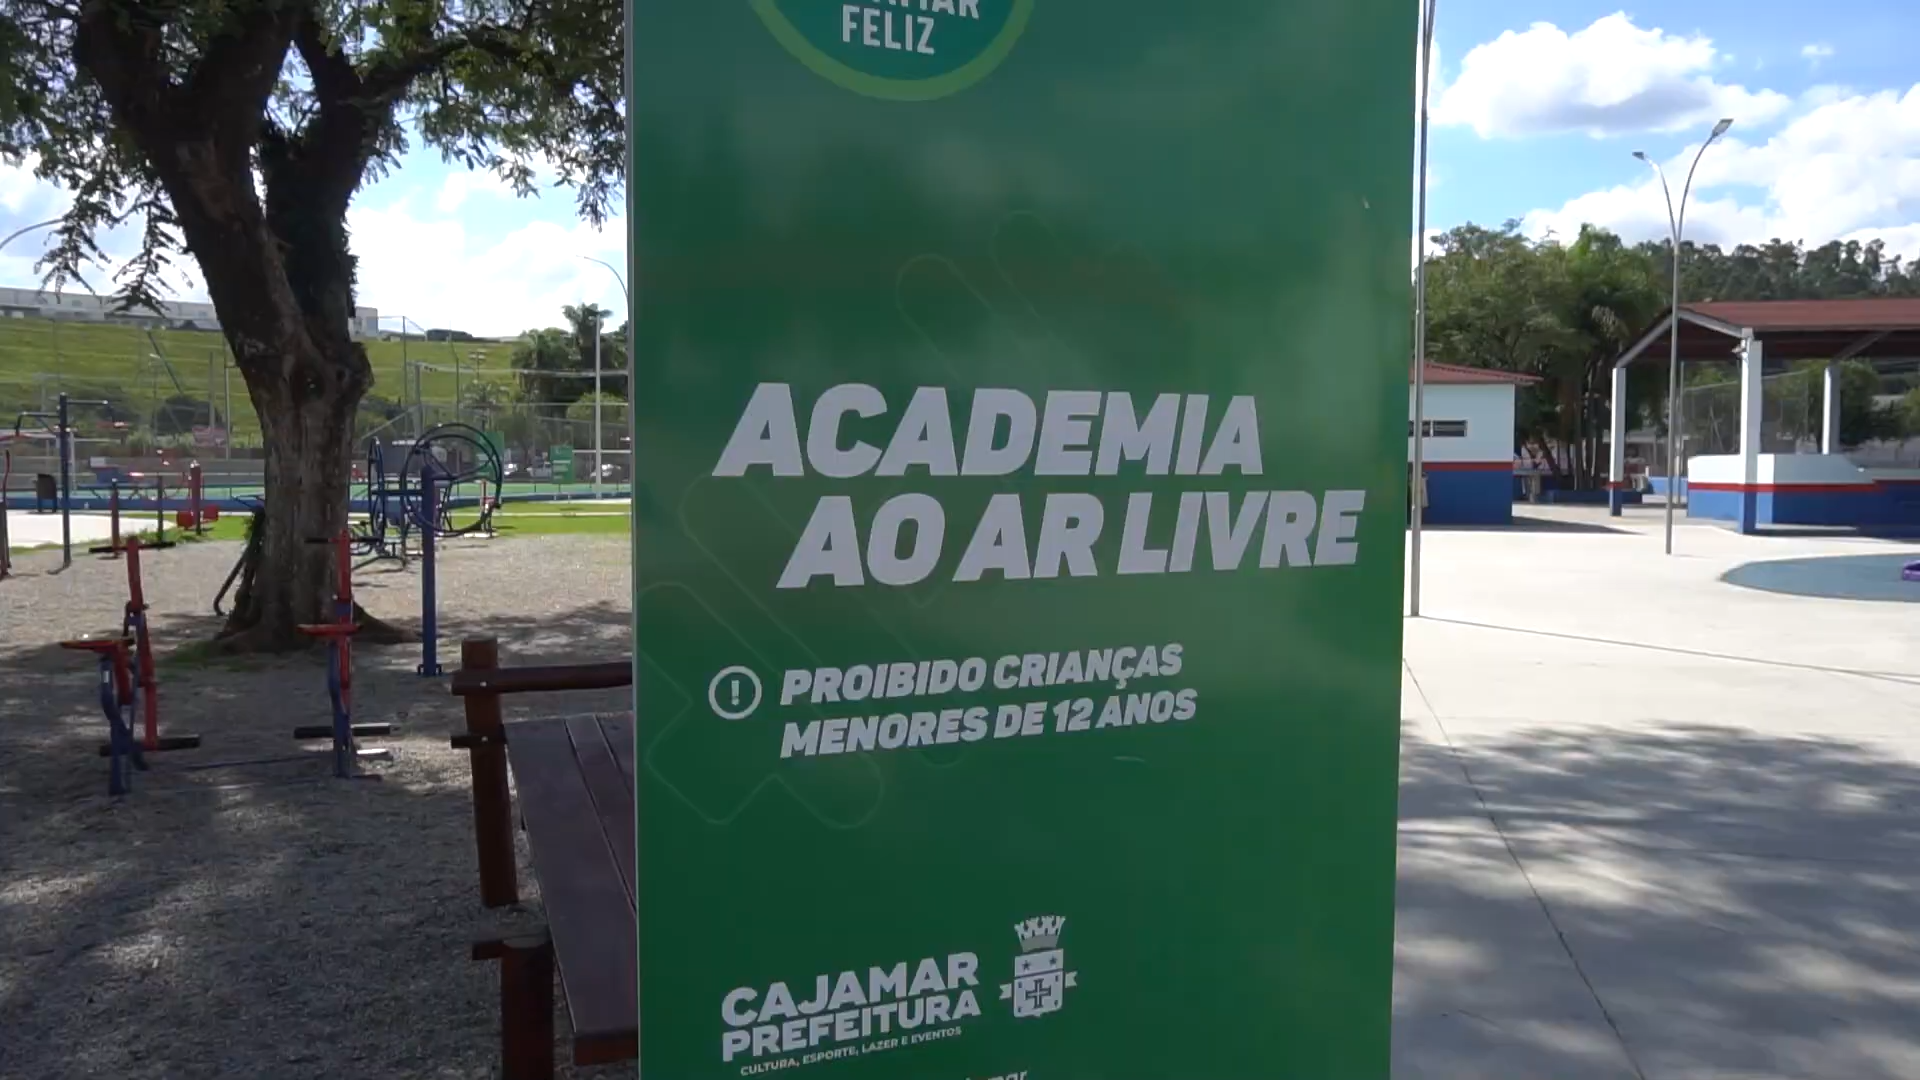 FELIZ
ACADEMIA
AO AR LIVRE
! PROIBIDO CRIANÇAS
MENORES DE 12 ANOS
CAJAMAR
PREFEITURA
CULTURA, ESPORTE, LAZER E EVENTOS